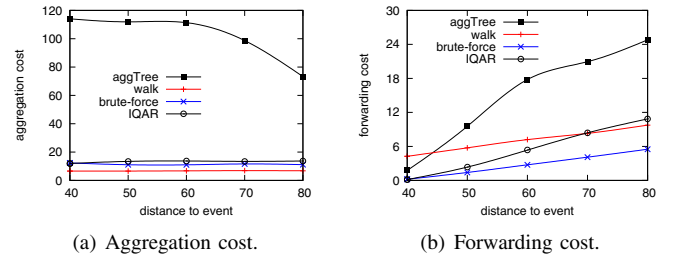 aggregation cost
120
100
80
60
40
20
0
aggTree
walk
brute-force
IQAR
40 50 60 70 80
distance to event
(a) Aggregation cost.
forwarding cost
30
24
18
12
6
0
aggTree
walk
brute-force
IQAR
40 50 60 70 80
distance to event
(b) Forwarding cost.